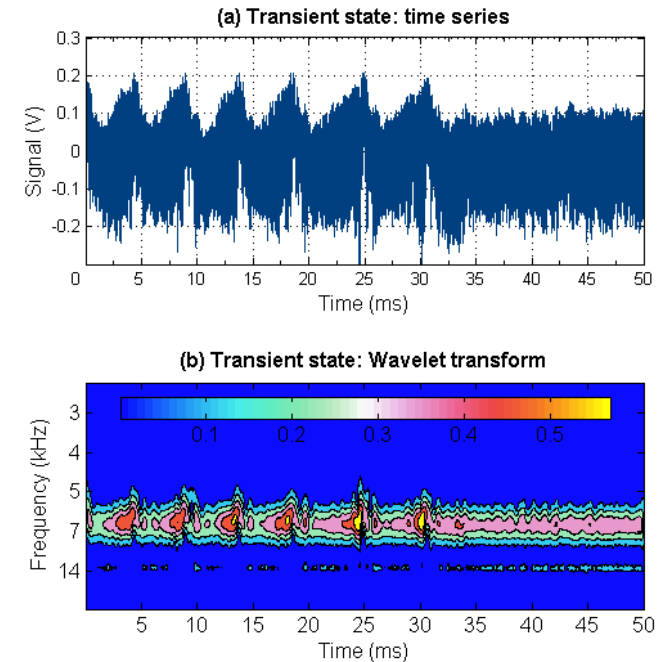 (a) Transient state: time series
0.3
0.2
0.1
0
-0.1
-0.2
Signal (V)
0 5 10 15 20 25 30 35 40 45 50
Time (ms)
(b) Transient state: Wavelet transform
0.1 0.2 0.3 0.4 0.5
3
4
5
7
14
Frequency (kHz)
5 10 15 20 25 30 35 40 45 50
Time (ms)